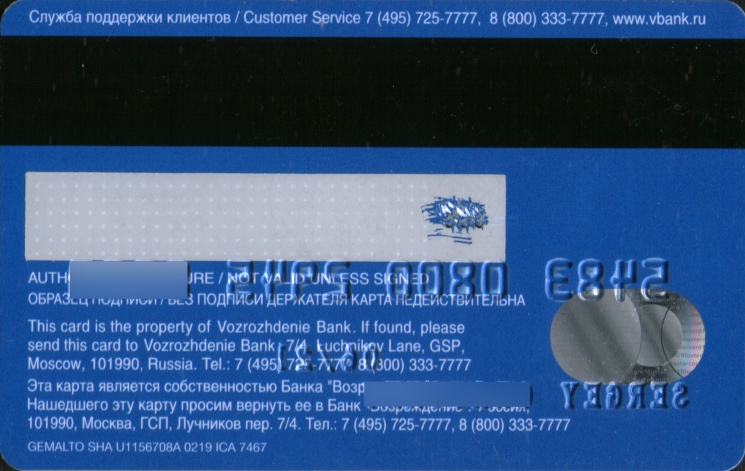 Служба поддержки клиентов / Customer Service 7 (495) 725-7777, 8 (800) 333-7777, www.vbank.ru
URE / NOT VALID UNLESS SIGNED
ОБРАЗЕЦ ПОДПИСИ / БЕЗ ПОДПИСИ ДЕРЖАТЕЛЯ КАРТА НЕДЕЙСТВИТЕЛЬНА
This card is the property of Vozrozhdenie Bank. If found, please
send this card to Vozrozhdenie Bank 7/4, Luchnikov Lane, GSP,
Moscow, 101990, Russia. Tel.: 7 (495) 725-7777, 8 (800) 333-7777
Эта карта является собственностью Банка
Нашедшего эту карту просим вернуть ее в Банк "Возрождение": Россия,
101990, Москва, ГСП, Лучников пер. 7/4. Тел.: 7 (495) 725-7777, 8 (800) 333-7777
SERGEY
GEMALTO SHA U1156708A 0219 ICA 7467